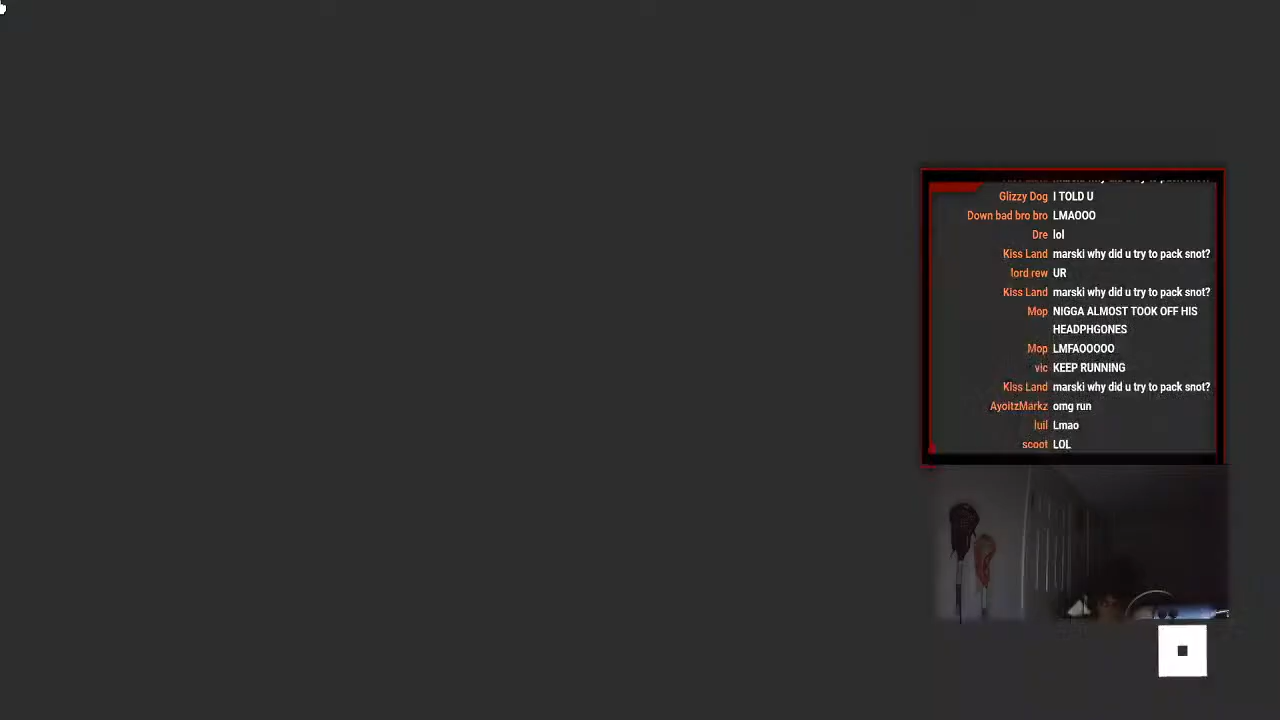 Glizzy Dog I TOLD U
Down bad bro bro LMAOOO
Dre lol
Kiss Land marski why did u try to pack snot?
lord rew UR
Kiss Land marski why did u try to pack snot?
Mop NIGGA ALMOST TOOK OFF HIS
HEADPHGONES
Mop LMFAOOOOO
vic KEEP RUNNING
Kiss Land marski why did u try to pack snot?
AyoitzMarkz omg run
luil Lmao
scoot LOL